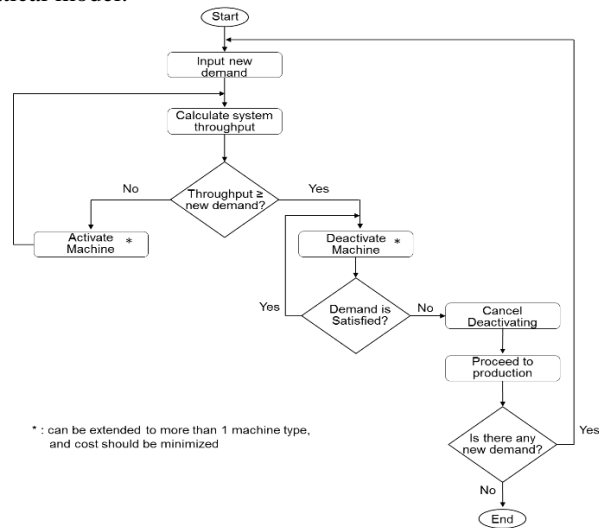 Start
Input new
demand
Calculate system
throughput
Throughput ≥
new demand?
No
Yes
Activate
Machine *
Deactivate
Machine *
Demand is
Satisfied?
Yes
No
Cancel
Deactivating
Proceed to
production
Is there any
new demand?
Yes
No
End
* : can be extended to more than 1 machine type,
and cost should be minimized